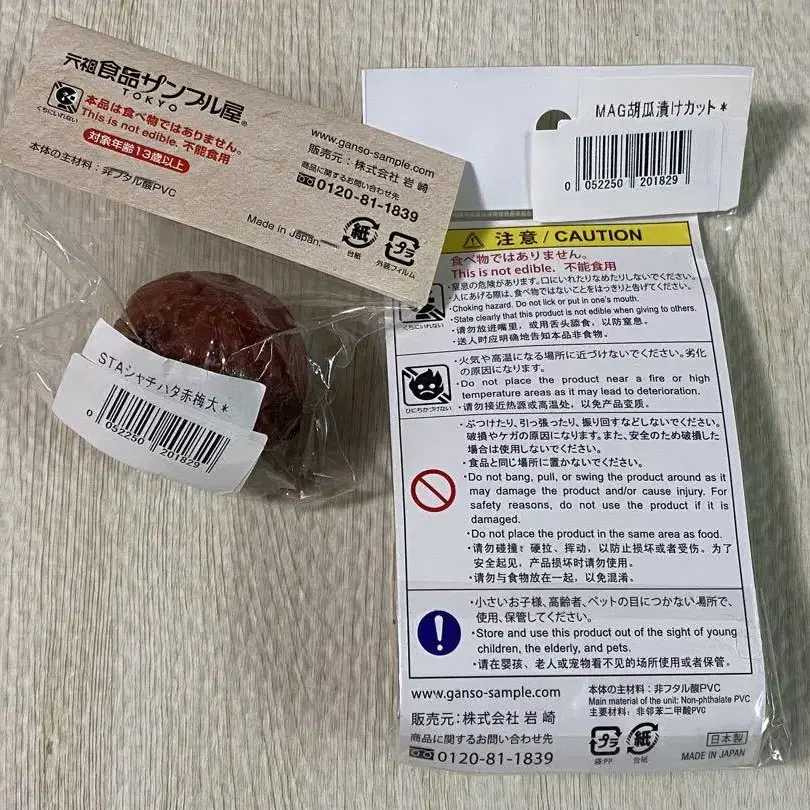 元祖食品サンプル屋®
TOKYO
くちにいれない
本品は食べ物ではありません。
This is not edible. 不能食用
対象年齢13歳以上
本体の主材料：非フタル酸PVC
www.ganso-sample.com
販売元：株式会社 岩崎
商品に関するお問い合わせ先
0120-81-1839
Made in Japan.
紙
台紙
プラ
外装フィルム
STAシャチハタ赤梅大*
0 052250 201829
MAG胡瓜漬けカット*
0 052250 201829
注意 / CAUTION
食べ物ではありません。
This is not edible. 不能食用
くちにいれない
・窒息の危険があります。口にいれたりなめたりしないでください。
・人にあげる際は、食べ物ではないことをはっきりと告げてください。
・Choking hazard. Do not lick or put in one's mouth.
・State clearly that this product is not edible when giving to others.
・请勿放进嘴里，或用舌头舔食，以防窒息。
・送人时应明确地告知本品非食物。
ひにちかづけない
・火気や高温になる場所に近づけないでください。劣化
の原因になります。
・Do not place the product near a fire or high
temperature areas as it may lead to deterioration.
・请勿接近热源或高温处，以免产品变质。
・ぶつけたり、引っ張ったり、振り回すなどしないでください。
破損やケガの原因になります。また、安全のため破損した
場合は使用しないでください。
・食品と同じ場所に置かないでください。
・Do not bang, pull, or swing the product around as it
may damage the product and/or cause injury. For
safety reasons, do not use the product if it is
damaged.
・Do not place the product in the same area as food.
・请勿碰撞、硬拉、挥动，以防止损坏或者受伤。为了
安全起见，产品损坏时请勿使用。
・请勿与食物放在一起，以免混淆。
・小さいお子様、高齢者、ペットの目につかない場所で、
使用、保管してください。
・Store and use this product out of the sight of young
children, the elderly, and pets.
・请在婴孩、老人或宠物看不见的场所使用或者保管。
www.ganso-sample.com
販売元：株式会社 岩崎
商品に関するお問い合わせ先
0120-81-1839
本体の主材料：非フタル酸PVC
Main material of the unit: Non-phthalate PVC
主要材料：非邻苯二甲酸PVC
プラ
袋:PP
紙
台紙
日本製
MADE IN JAPAN